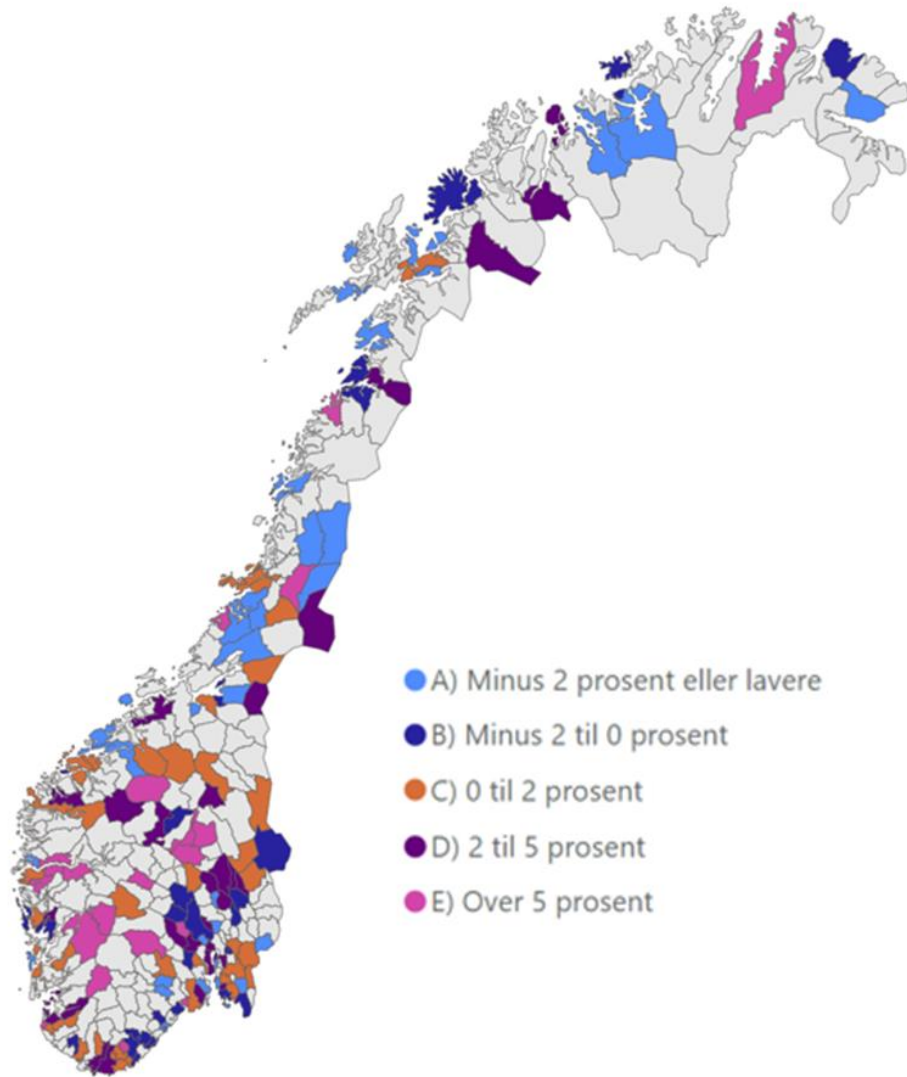 A) Minus 2 prosent eller lavere
B) Minus 2 til 0 prosent
C) 0 til 2 prosent
D) 2 til 5 prosent
E) Over 5 prosent